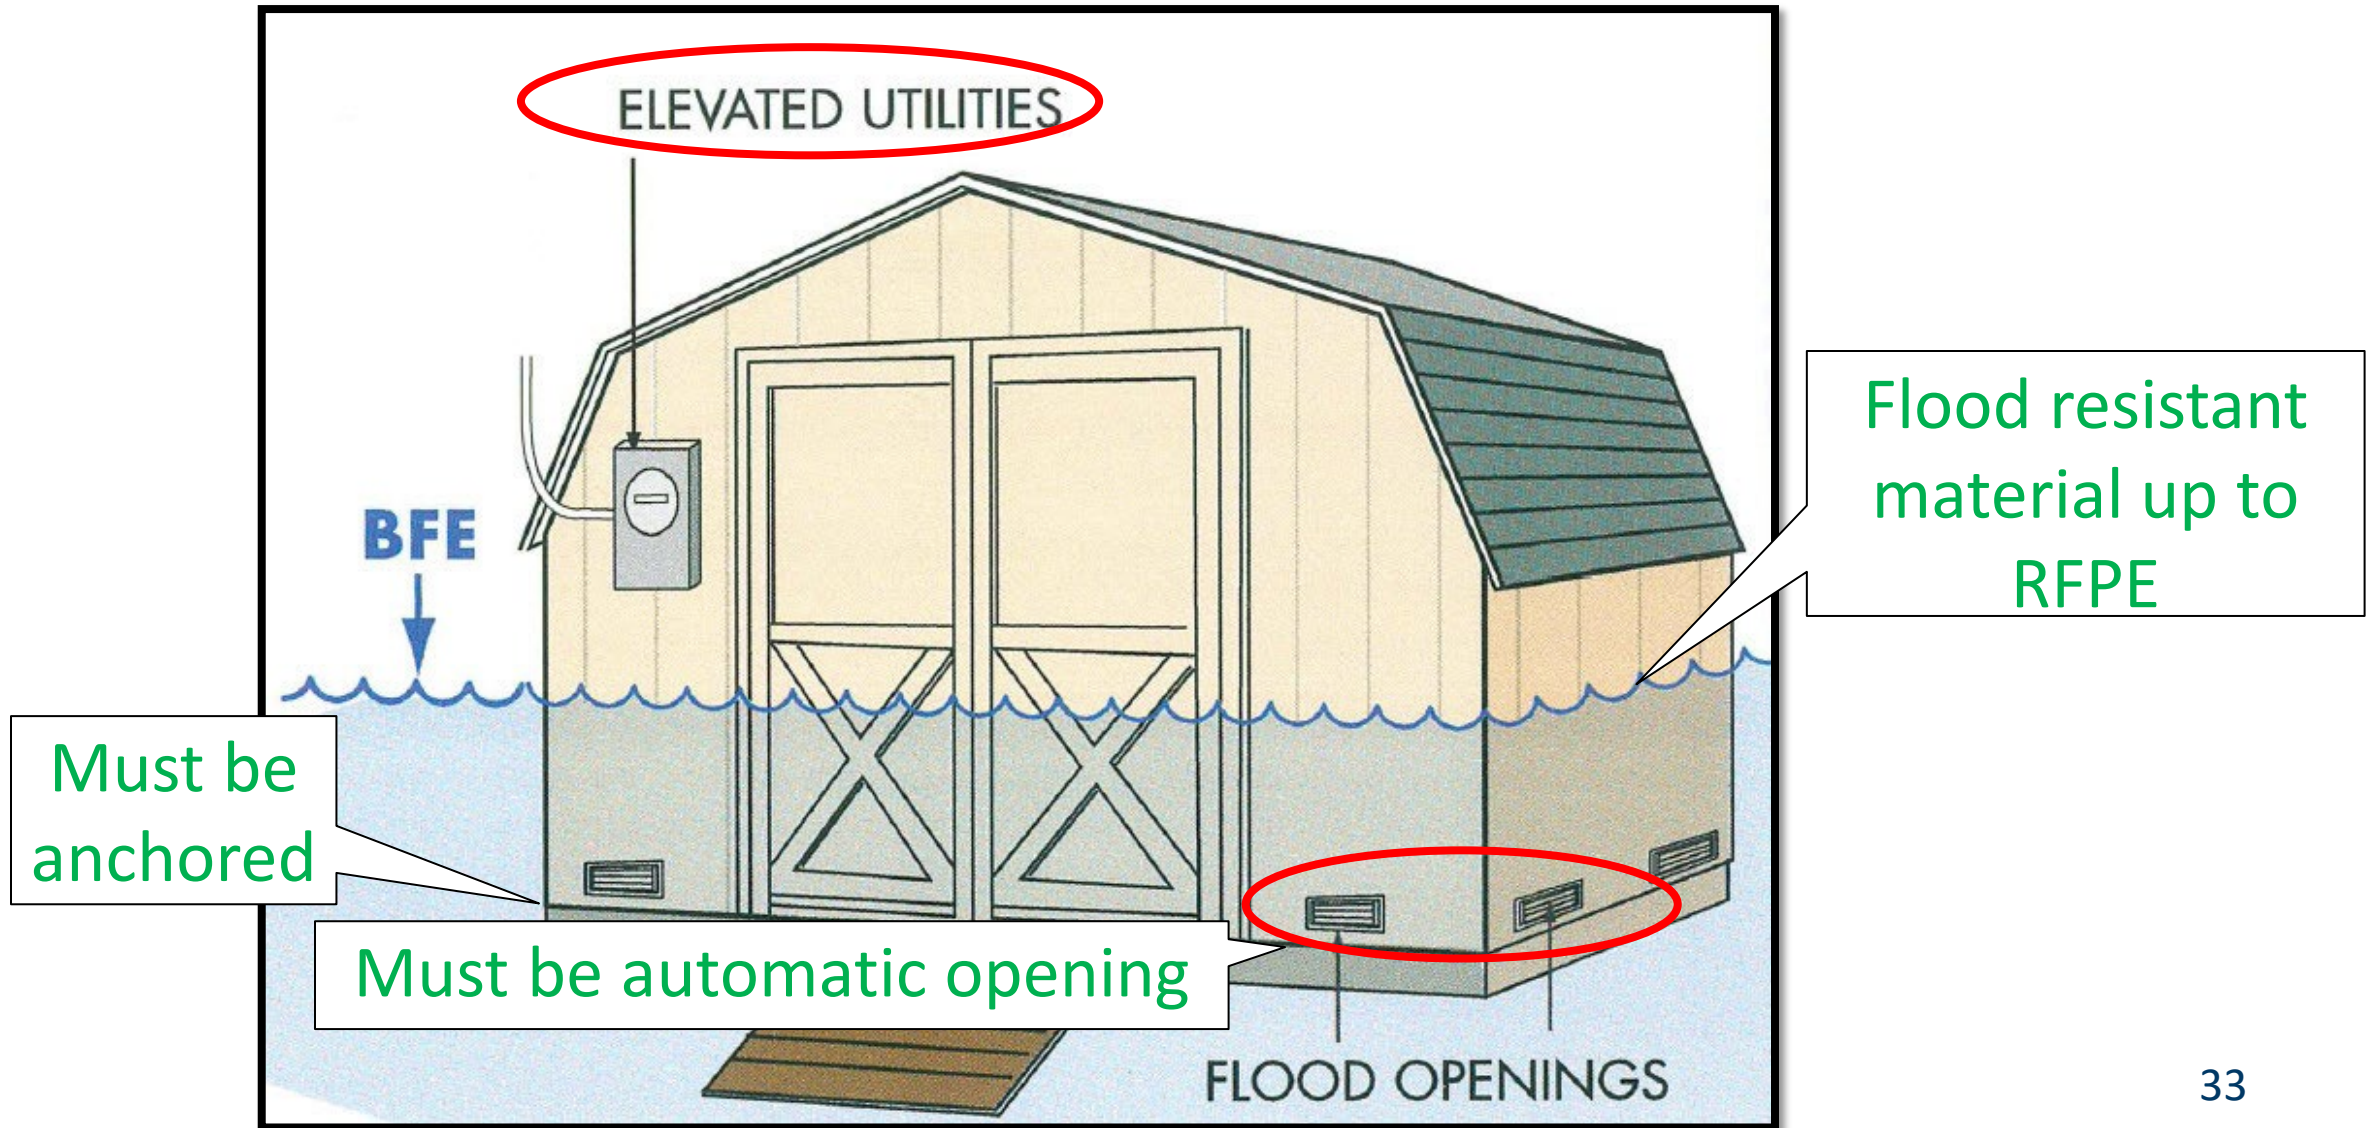 ELEVATED UTILITIES
Flood resistant
material up to
RFPE
BFE
Must be
anchored
Must be automatic opening
FLOOD OPENINGS
33